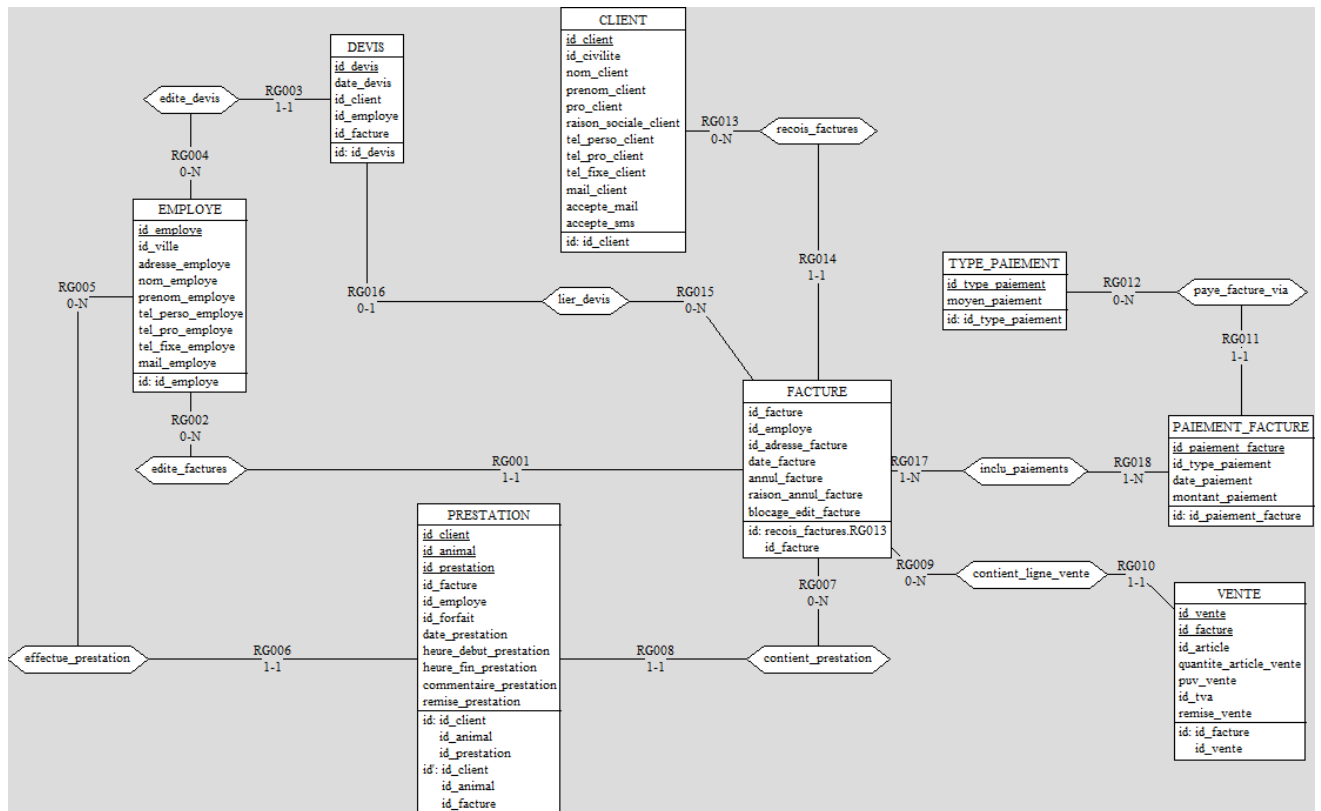 CLIENT
id_client
id_civilite
nom_client
prenom_client
pro_client
raison_sociale_client
tel_perso_client
tel_pro_client
tel_fixe_client
mail_client
accepte_mail
accepte_sms
id: id_client
DEVIS
id_devis
date_devis
id_client
id_employe
id_facture
id: id_devis
edite_devis
RG003
1-1
RG004
0-N
RG013
0-N
recois_factures
RG014
1-1
EMPLOYE
id_employe
id_ville
adresse_employe
nom_employe
prenom_employe
tel_perso_employe
tel_pro_employe
tel_fixe_employe
mail_employe
id: id_employe
RG005
0-N
RG016
0-1
lier_devis
RG015
0-N
TYPE_PAIEMENT
id_type_paiement
moyen_paiement
id: id_type_paiement
RG012
0-N
paye_facture_via
RG011
1-1
RG002
0-N
edite_factures
RG001
1-1
FACTURE
id_facture
id_employe
id_adresse_facture
date_facture
annul_facture
raison_annul_facture
blocage_edit_facture
id: recois_factures.RG013
id_facture
RG017
1-N
inclu_paiements
RG018
1-N
PAIEMENT_FACTURE
id_paiement_facture
id_type_paiement
date_paiement
montant_paiement
id: id_paiement_facture
PRESTATION
id_client
id_animal
id_prestation
id_facture
id_employe
id_forfait
date_prestation
heure_debut_prestation
heure_fin_prestation
commentaire_prestation
remise_prestation
id: id_client
id_animal
id_prestation
id': id_client
id_animal
id_facture
RG009
0-N
contient_ligne_vente
RG010
1-1
RG007
0-N
VENTE
id_vente
id_facture
id_article
quantite_article_vente
puv_vente
id_tva
remise_vente
id: id_facture
id_vente
effectue_prestation
RG006
1-1
RG008
1-1
contient_prestation